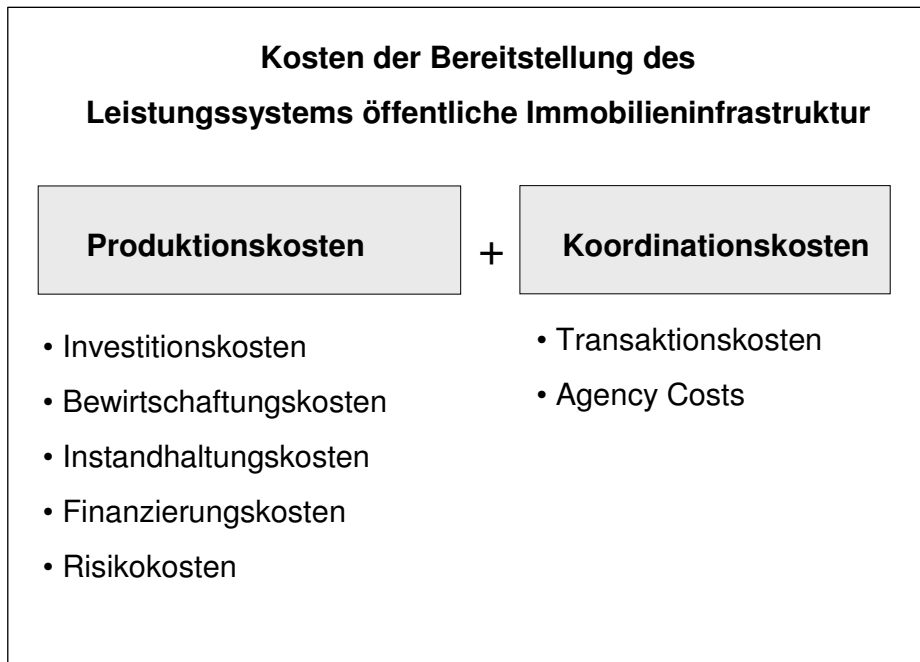 Kosten der Bereitstellung des
Leistungssystems öffentliche Immobilieninfrastruktur
Produktionskosten
+
Koordinationskosten
• Investitionskosten
• Bewirtschaftungskosten
• Instandhaltungskosten
• Finanzierungskosten
• Risikokosten
• Transaktionskosten
• Agency Costs